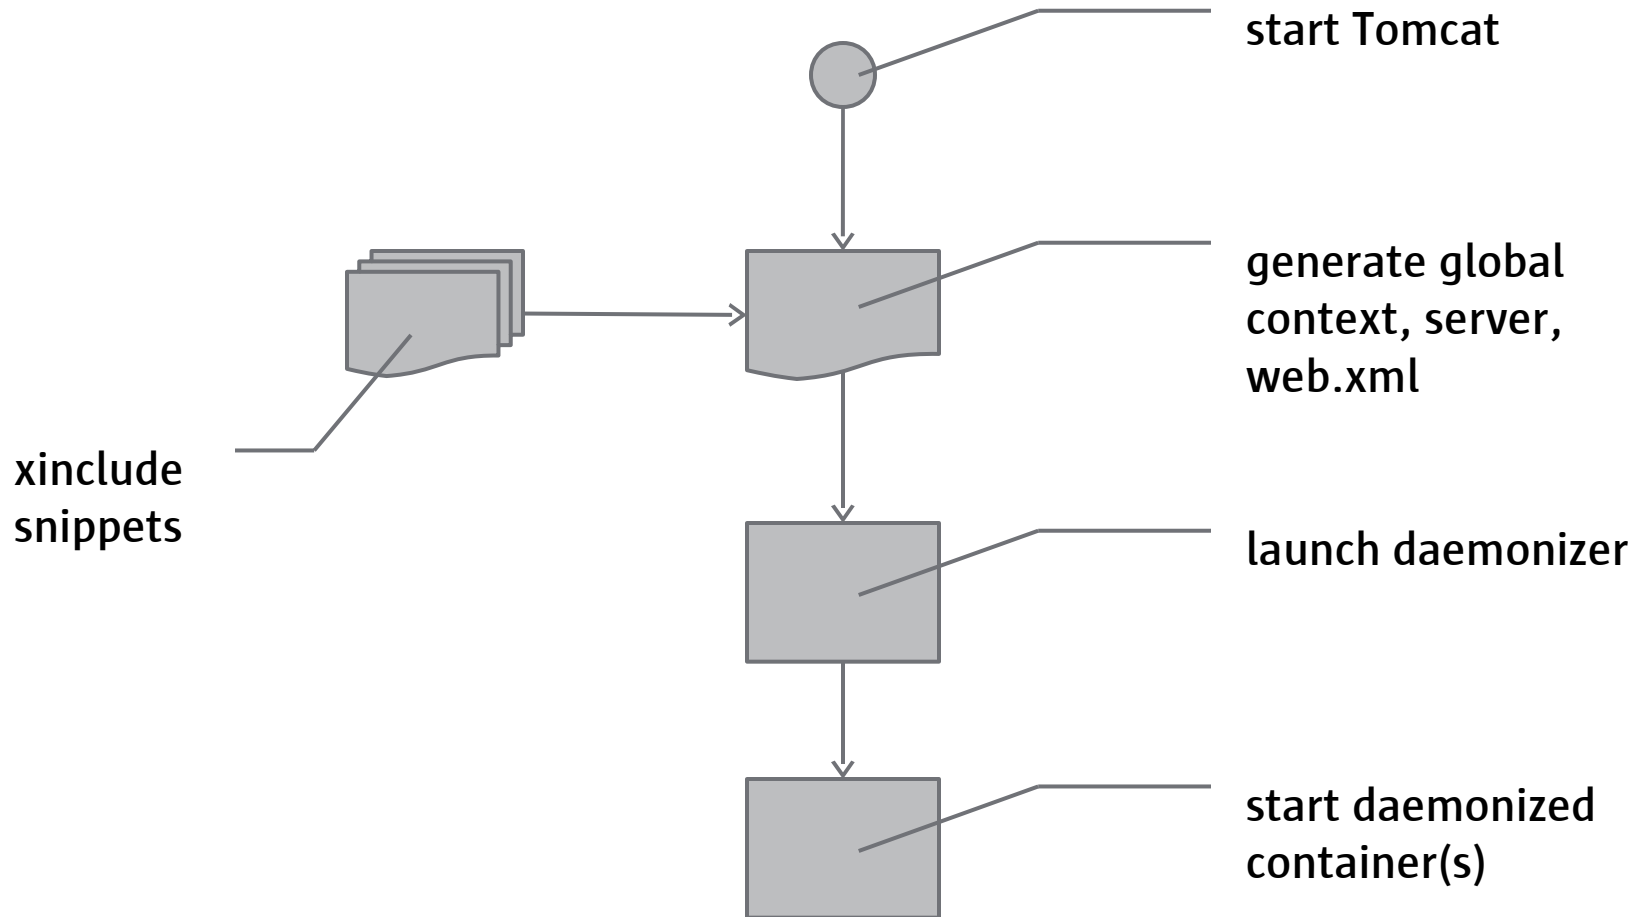 start Tomcat
generate global
context, server,
web.xml
xinclude
snippets
launch daemonizer
start daemonized
container(s)